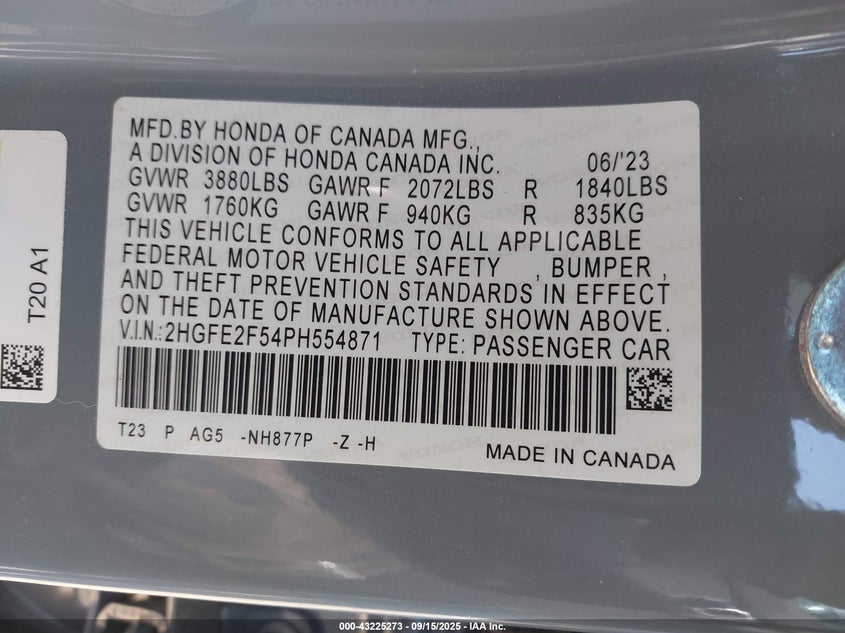 MFD.BY HONDA OF CANADA MFG.,
A DIVISION OF HONDA CANADA INC. 06/'23
GVWR 3880LBS GAWR F 2072LBS R 1840LBS
GVWR 1760KG GAWR F 940KG R 835KG
THIS VEHICLE CONFORMS TO ALL APPLICABLE
FEDERAL MOTOR VEHICLE SAFETY , BUMPER ,
AND THEFT PREVENTION STANDARDS IN EFFECT
ON THE DATE OF MANUFACTURE SHOWN ABOVE.
V.I.N.:2HGFE2F54PH554871 TYPE: PASSENGER CAR
T23 P AG5 -NH877P -Z -H
MADE IN CANADA
T20 A1
000-43225273 - 09/15/2025 - IAA Inc.